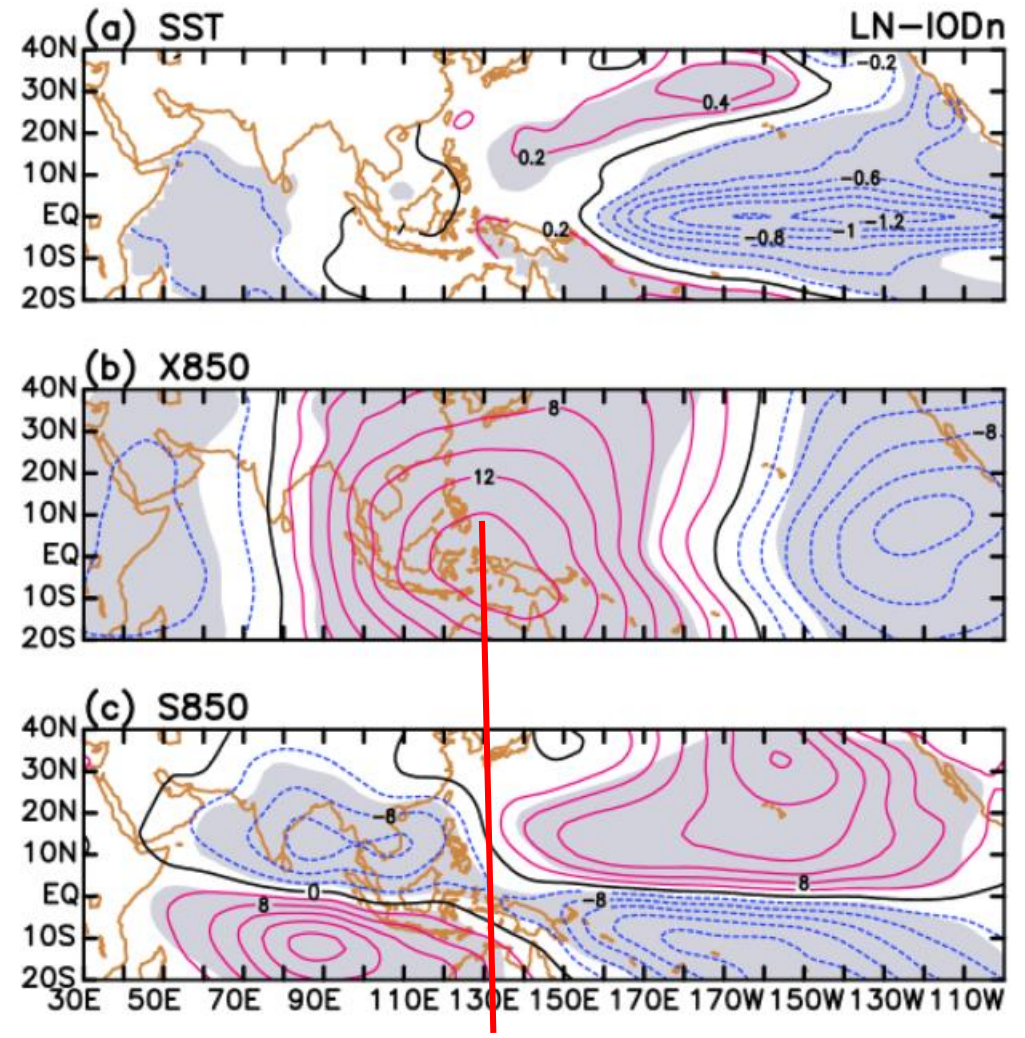 (a) SST LN-IODn
40N
30N
20N
10N
EQ
10S
20S
-0.2
0.4
0.2
-0.6
0.2
-0.8 -1 -1.2
(b) X850
40N
30N
20N
10N
EQ
10S
20S
8
-8
12
(c) S850
40N
30N
20N
10N
EQ
10S
20S
-8
0
8
8
-8
30E 50E 70E 90E 110E 130E 150E 170E 170W 150W 130W 110W